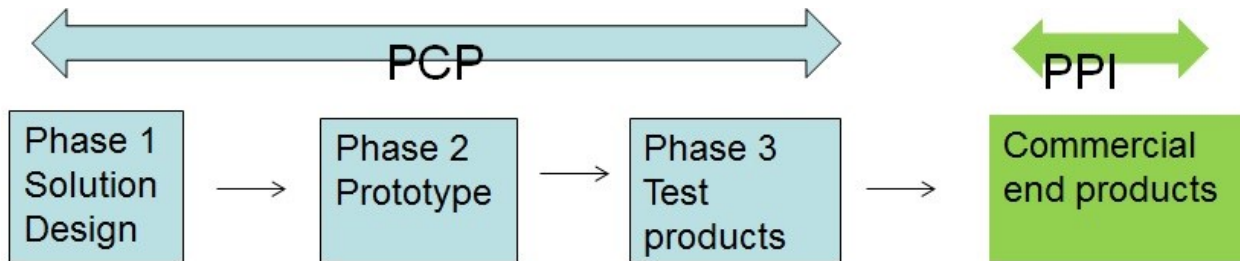 PCP
PPI
Phase 1
Solution
Design
Phase 2
Prototype
Phase 3
Test
products
Commercial
end products